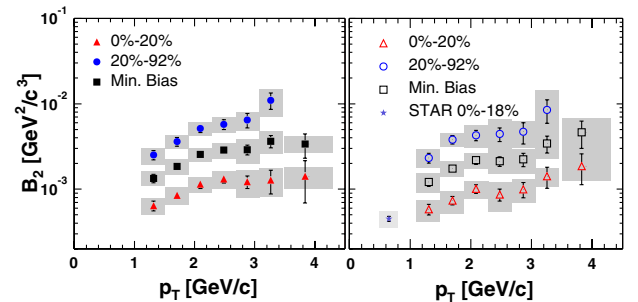 B₂ [GeV²/c³]
10⁻¹
10⁻²
10⁻³
0%-20%
20%-92%
Min. Bias
0 1 2 3 4
p_T [GeV/c]
0%-20%
20%-92%
Min. Bias
STAR 0%-18%
0 1 2 3 4
p_T [GeV/c]